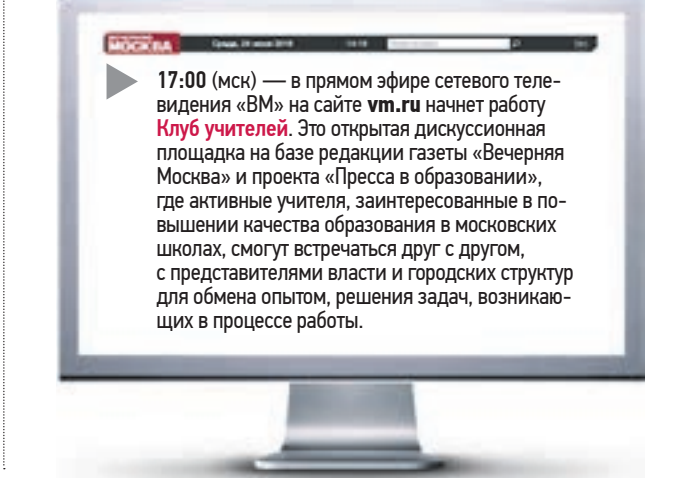 МОСКВА
17:00 (мск) — в прямом эфире сетевого теле-
видения «ВМ» на сайте vm.ru начнет работу
Клуб учителей. Это открытая дискуссионная
площадка на базе редакции газеты «Вечерняя
Москва» и проекта «Пресса в образовании»,
где активные учителя, заинтересованные в по-
вышении качества образования в московских
школах, смогут встречаться друг с другом,
с представителями власти и городских структур
для обмена опытом, решения задач, возникаю-
щих в процессе работы.